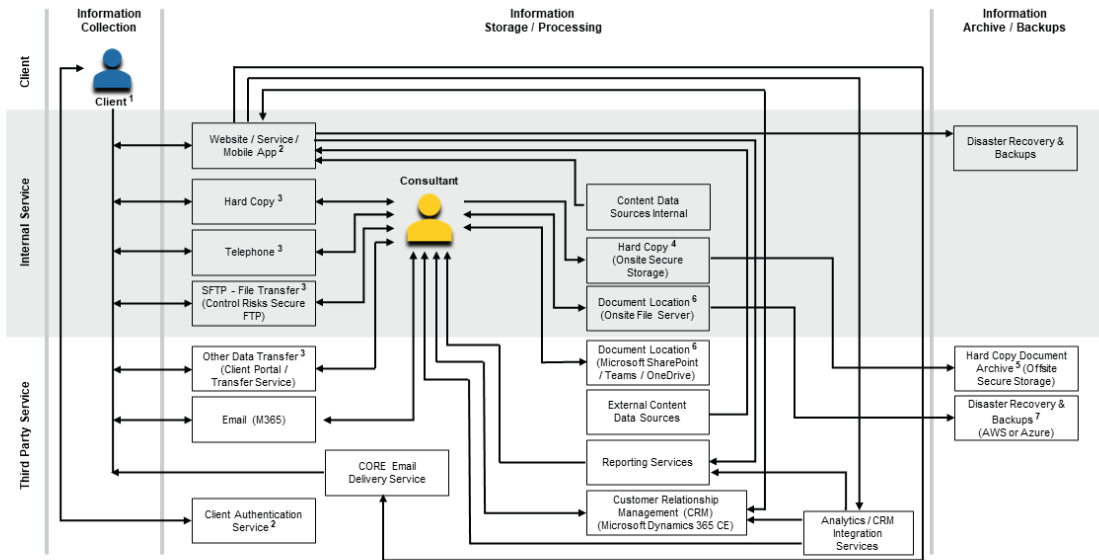 Information
Collection
Information
Storage / Processing
Information
Archive / Backups
Client
Internal Service
Third Party Service
Client 1
Website / Service /
Mobile App 2
Disaster Recovery &
Backups
Consultant
Hard Copy 3
Content Data
Sources Internal
Telephone 3
Hard Copy 4
(Onsite Secure
Storage)
SFTP - File Transfer 3
(Control Risks Secure
FTP)
Document Location 6
(Onsite File Server)
Other Data Transfer 3
(Client Portal /
Transfer Service)
Document Location 6
(Microsoft SharePoint
/ Teams / OneDrive)
Hard Copy Document
Archive 5 (Offsite
Secure Storage)
Email (M365)
External Content
Data Sources
Disaster Recovery &
Backups 7
(AWS or Azure)
CORE Email
Delivery Service
Reporting Services
Client Authentication
Service 2
Customer Relationship
Management (CRM)
(Microsoft Dynamics 365 CE)
Analytics / CRM
Integration
Services